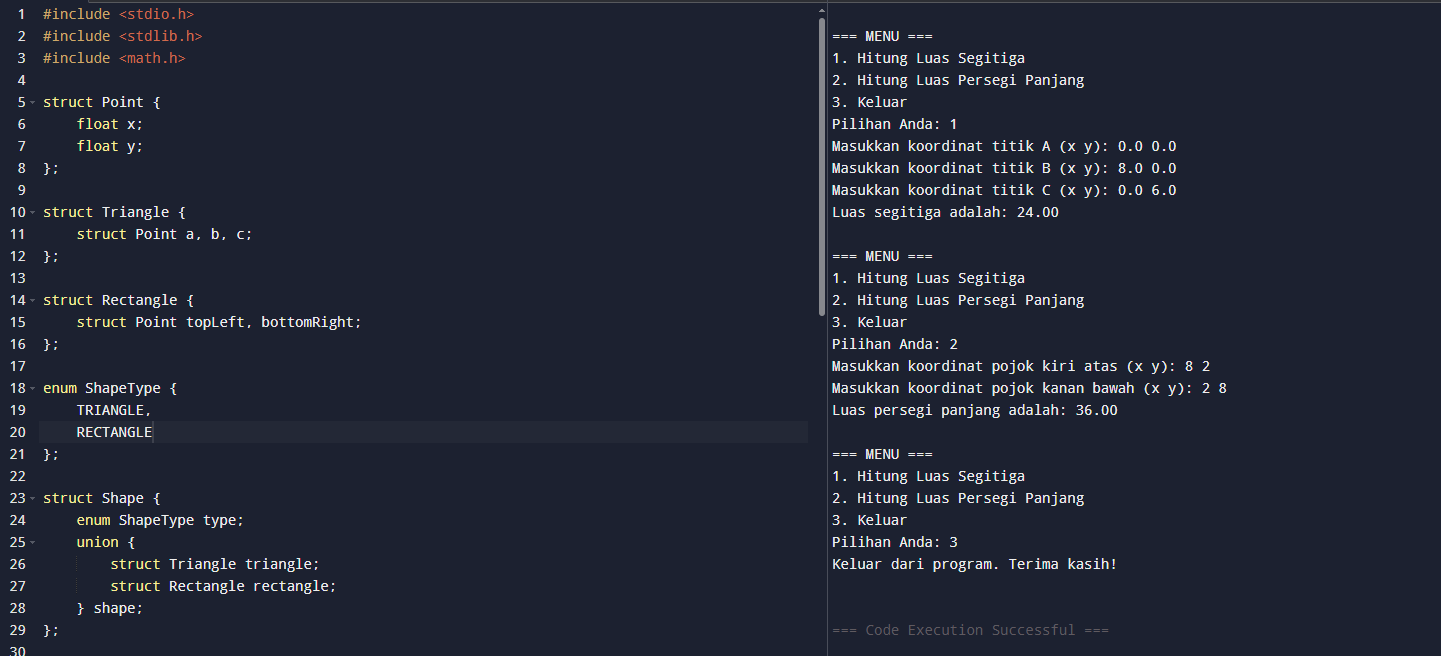 1 #include <stdio.h>
2 #include <stdlib.h>
3 #include <math.h>
4
5 struct Point {
6     float x;
7     float y;
8 };
9
10 struct Triangle {
11     struct Point a, b, c;
12 };
13
14 struct Rectangle {
15     struct Point topLeft, bottomRight;
16 };
17
18 enum ShapeType {
19     TRIANGLE,
20     RECTANGLE
21 };
22
23 struct Shape {
24     enum ShapeType type;
25     union {
26         struct Triangle triangle;
27         struct Rectangle rectangle;
28     } shape;
29 };
30
=== MENU ===
1. Hitung Luas Segitiga
2. Hitung Luas Persegi Panjang
3. Keluar
Pilihan Anda: 1
Masukkan koordinat titik A (x y): 0.0 0.0
Masukkan koordinat titik B (x y): 8.0 0.0
Masukkan koordinat titik C (x y): 0.0 6.0
Luas segitiga adalah: 24.00
=== MENU ===
1. Hitung Luas Segitiga
2. Hitung Luas Persegi Panjang
3. Keluar
Pilihan Anda: 2
Masukkan koordinat pojok kiri atas (x y): 8 2
Masukkan koordinat pojok kanan bawah (x y): 2 8
Luas persegi panjang adalah: 36.00
=== MENU ===
1. Hitung Luas Segitiga
2. Hitung Luas Persegi Panjang
3. Keluar
Pilihan Anda: 3
Keluar dari program. Terima kasih!
=== Code Execution Successful ===